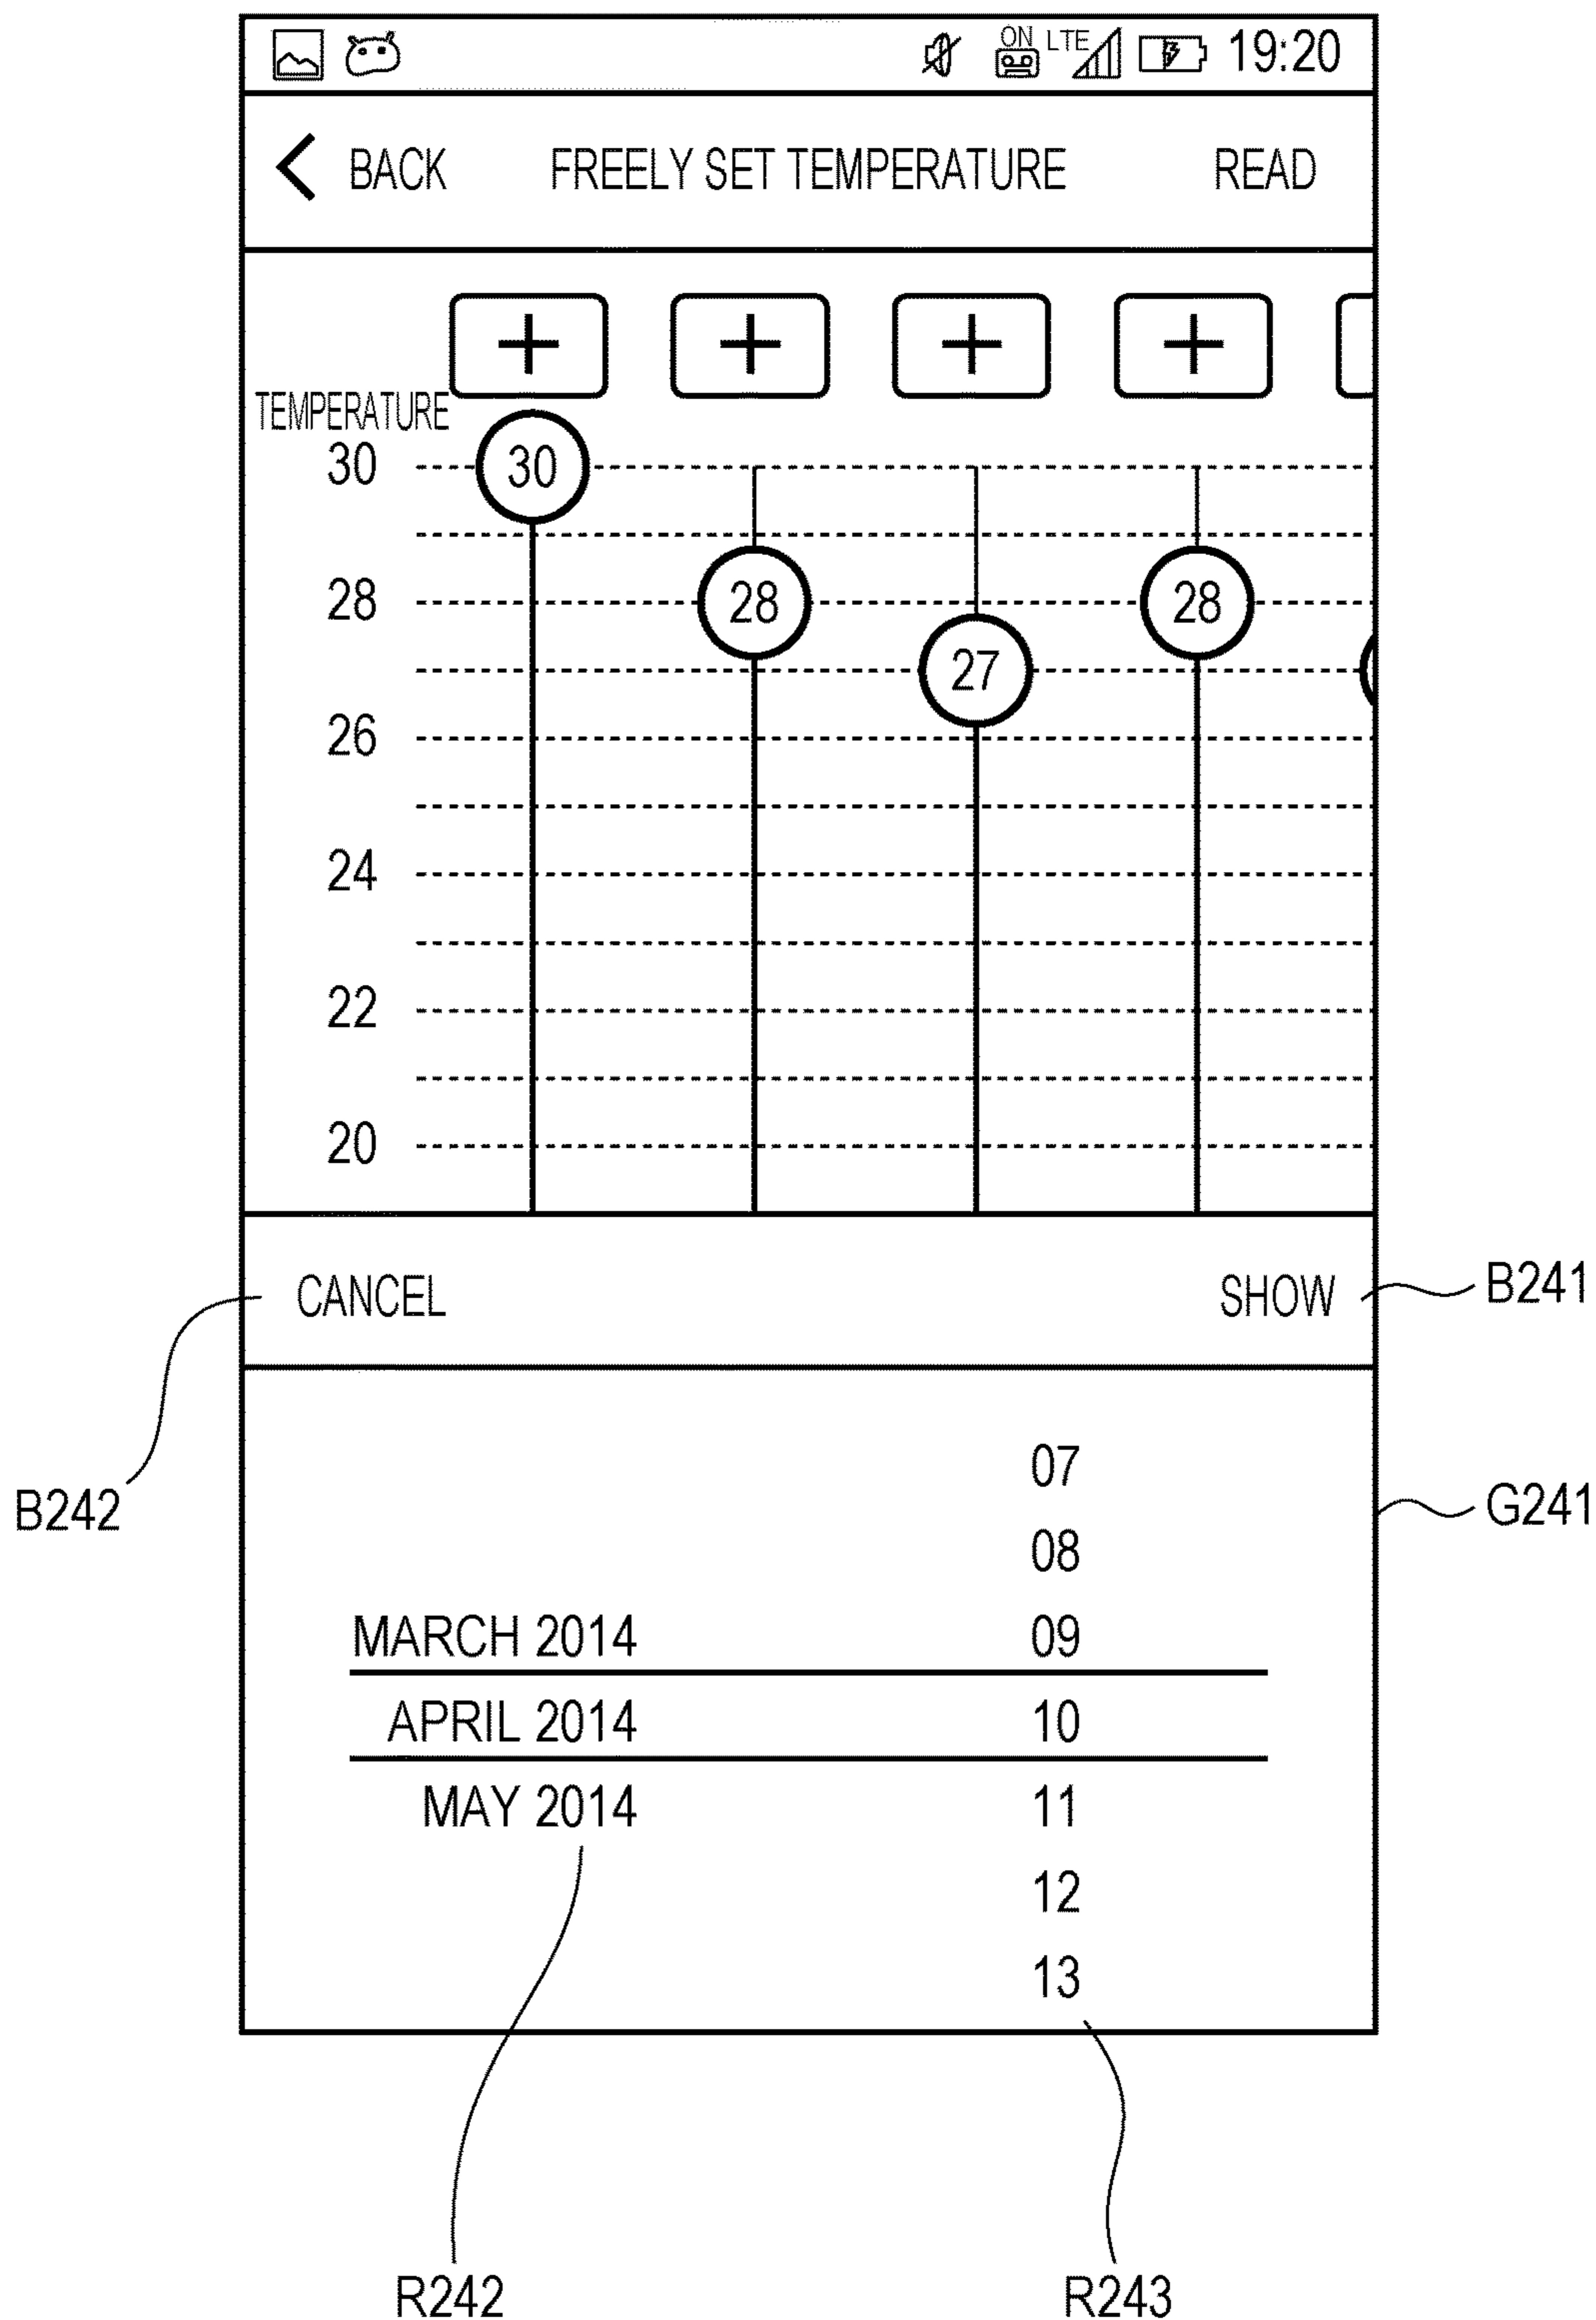 ON LTE 19:20
BACK FREELY SET TEMPERATURE READ
TEMPERATURE
30 30
28 28 28
27
26
24
22
20
CANCEL SHOW B241
07
B242 G241
08
MARCH 2014 09
APRIL 2014 10
MAY 2014 11
12
13
R242 R243